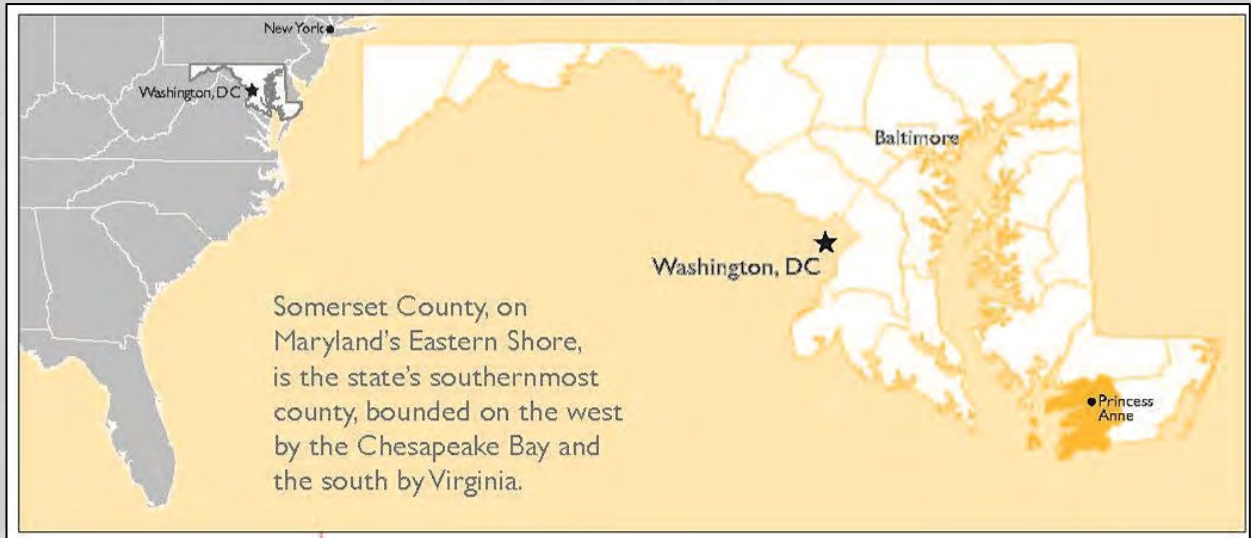 New York
Washington, DC
Baltimore
Washington, DC
Somerset County, on
Maryland's Eastern Shore,
is the state's southernmost
county, bounded on the west
by the Chesapeake Bay and
the south by Virginia.
Princess
Anne